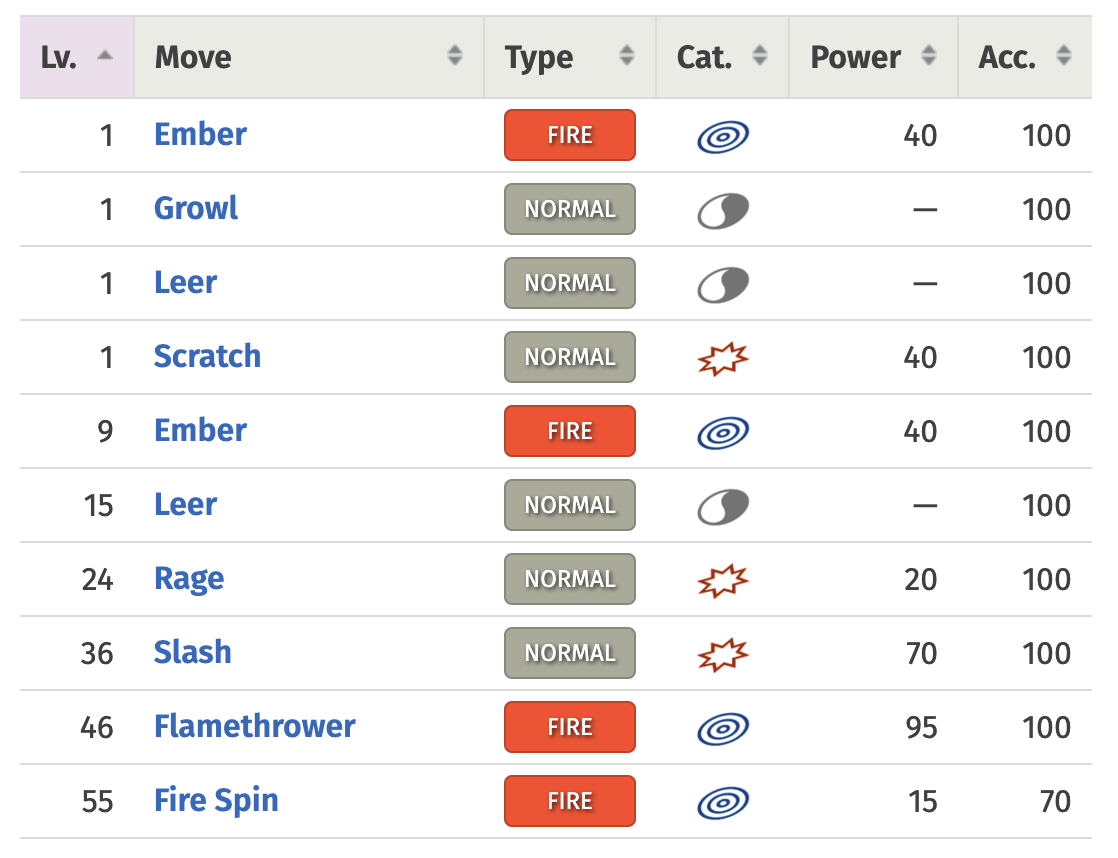 Lv. Move Type Cat. Power Acc.
1 Ember FIRE 40 100
1 Growl NORMAL — 100
1 Leer NORMAL — 100
1 Scratch NORMAL 40 100
9 Ember FIRE 40 100
15 Leer NORMAL — 100
24 Rage NORMAL 20 100
36 Slash NORMAL 70 100
46 Flamethrower FIRE 95 100
55 Fire Spin FIRE 15 70